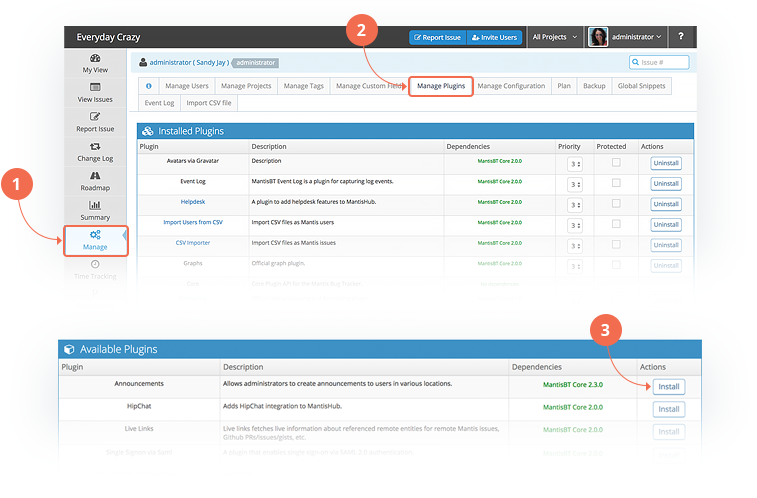 2
Everyday Crazy
Report Issue Invite Users All Projects administrator ?
My View
administrator ( Sandy Jay ) administrator Issue #
View Issues
Manage Users Manage Projects Manage Tags Manage Custom Fields Manage Plugins Manage Configuration Plan Backup Global Snippets
Event Log Import CSV file
Report Issue
Installed Plugins
Plugin Description Dependencies Priority Protected Actions
Change Log
Avatars via Gravatar Description MantisBT Core 2.0.0 3 Uninstall
Roadmap
Event Log MantisBT Event Log is a plugin for capturing log events. MantisBT Core 2.0.0 3 Uninstall
1
Helpdesk A plugin to add helpdesk features to MantisHub. MantisBT Core 2.0.0 3 Uninstall
Summary
Import Users from CSV Import CSV files as Mantis users MantisBT Core 2.0.0 3 Uninstall
Manage
CSV Importer Import CSV files as Mantis issues MantisBT Core 2.0.0 3 Uninstall
Graphs Official graph plugin. MantisBT Core 2.0.0 3 Uninstall
Time Tracking
3
Available Plugins
Plugin Description Dependencies Actions
Announcements Allows administrators to create announcements to users in various locations. MantisBT Core 2.3.0 Install
HipChat Adds HipChat integration to MantisHub. MantisBT Core 2.0.0 Install
Live Links Live links fetches live information about referenced remote entities for remote Mantis issues, MantisBT Core 2.0.0 Install
Github PRs/issues/gists, etc.